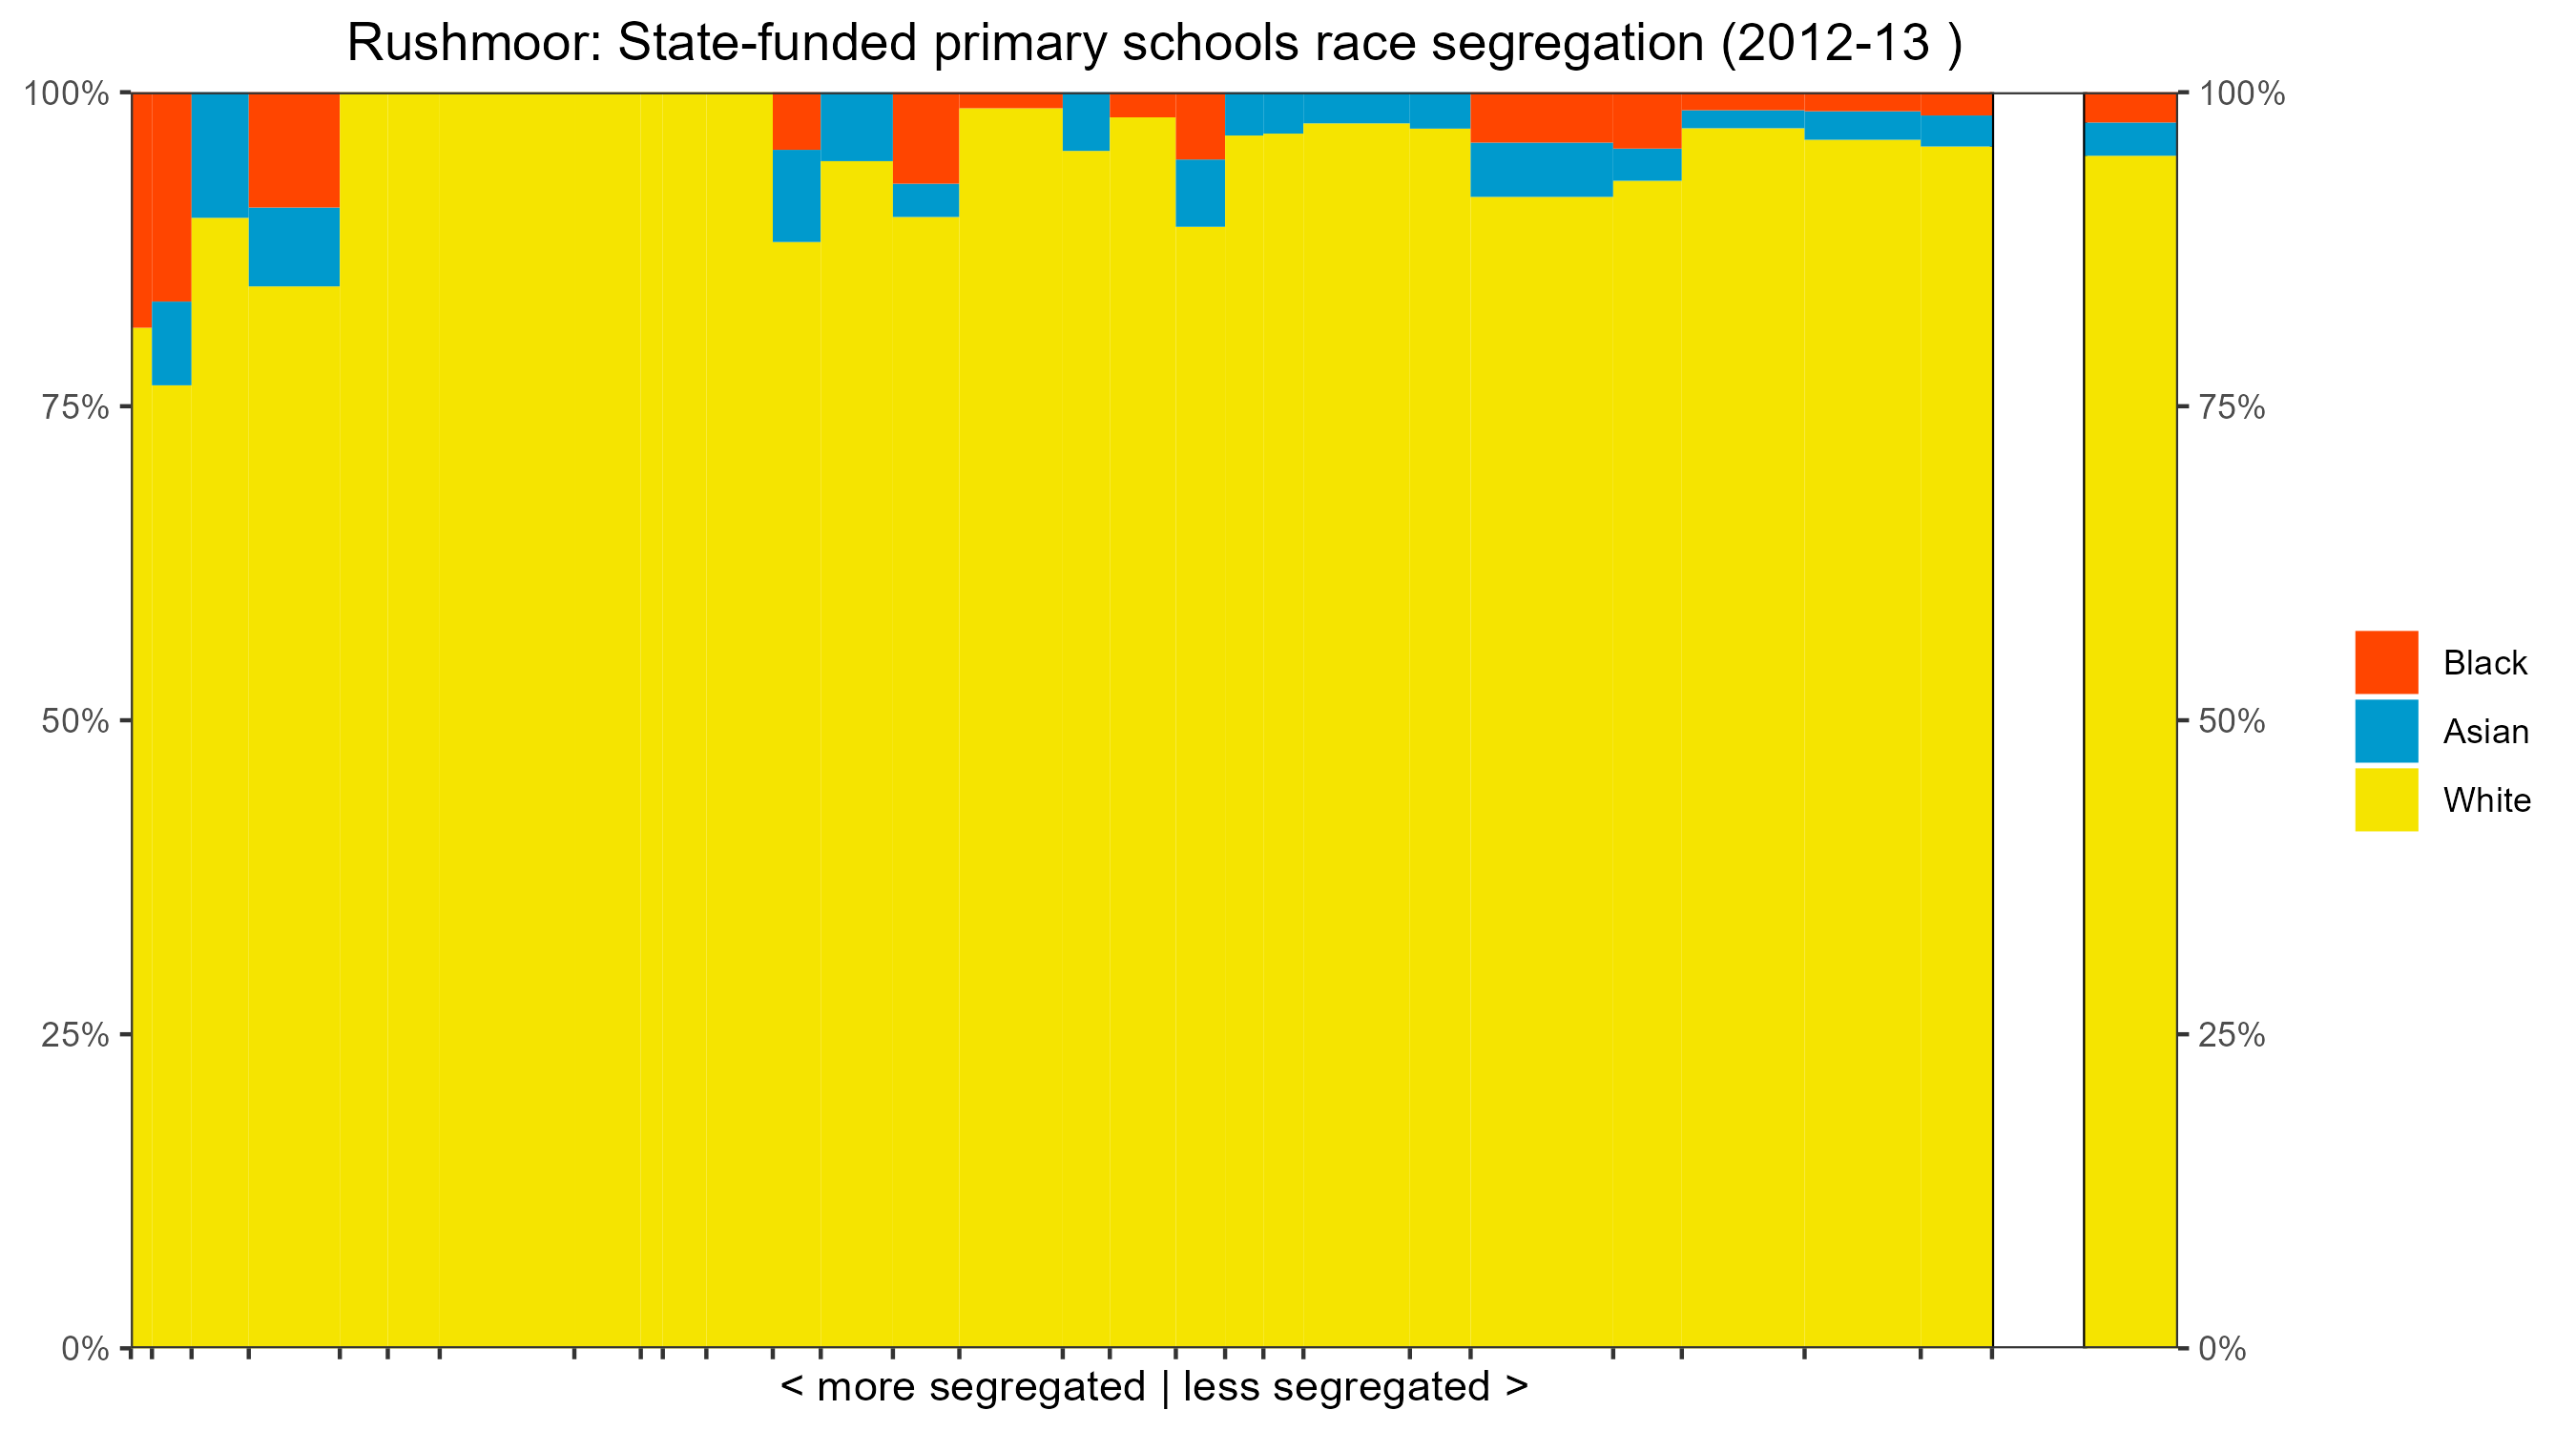 Rushmoor: State-funded primary schools race segregation (2012-13 )
100%
75%
50%
25%
0%
100%
75%
50%
25%
0%
Black
Asian
White
< more segregated | less segregated >